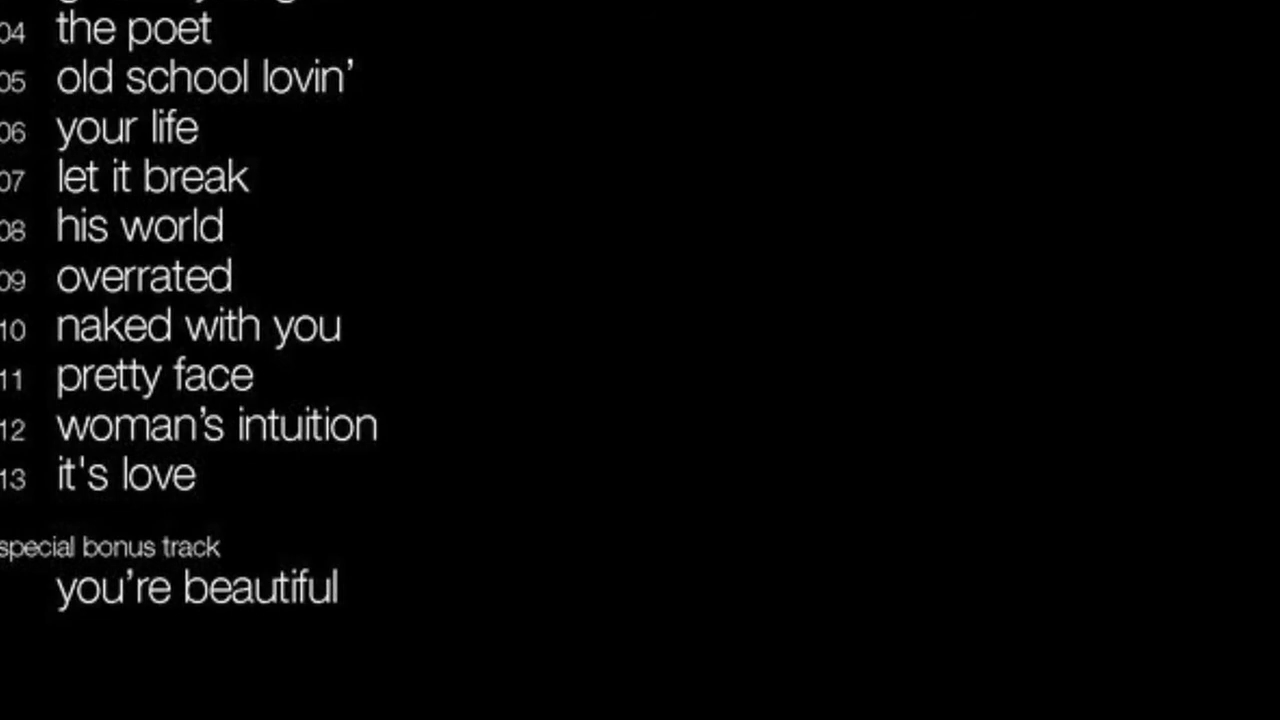 04 the poet
05 old school lovin’
06 your life
07 let it break
08 his world
09 overrated
10 naked with you
11 pretty face
12 woman’s intuition
13 it's love
special bonus track
you’re beautiful